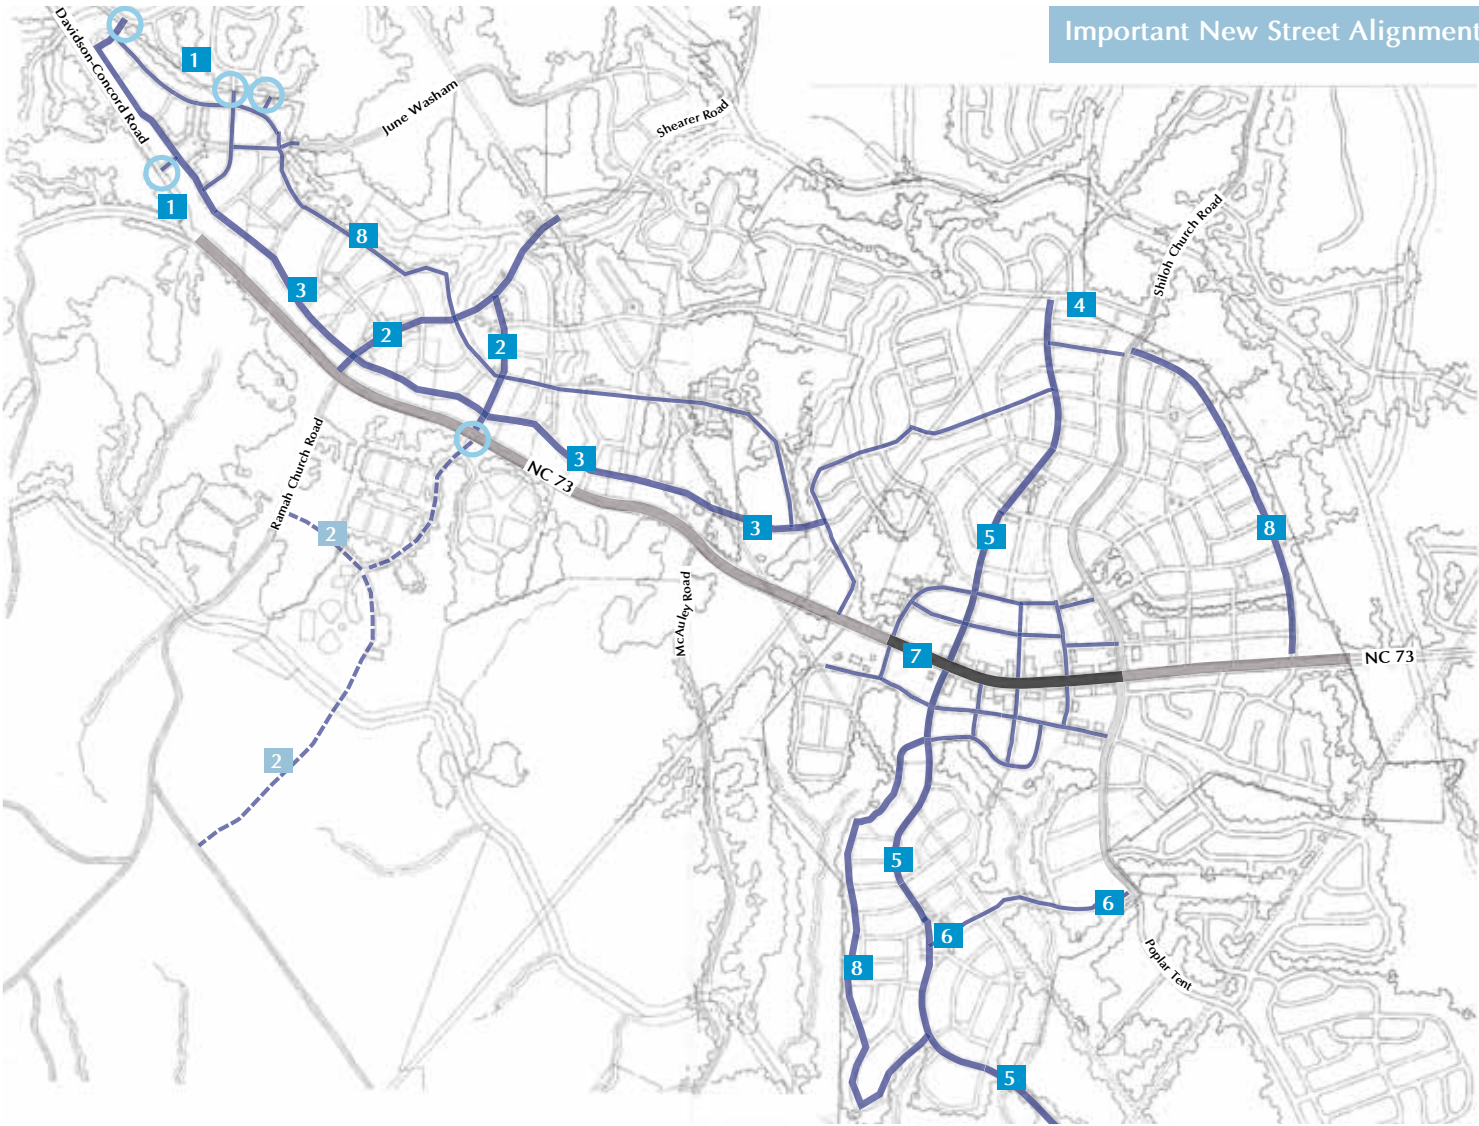 Important New Street Alignment
Davidson-Concord Road
1
June Washam
Shearer Road
1
Shiloh Church Road
8
3
4
2
2
Ramah Church Road
3
NC 73
3
8
2
5
McAuley Road
7
NC 73
2
5
6
6
Poplar Tent
8
5